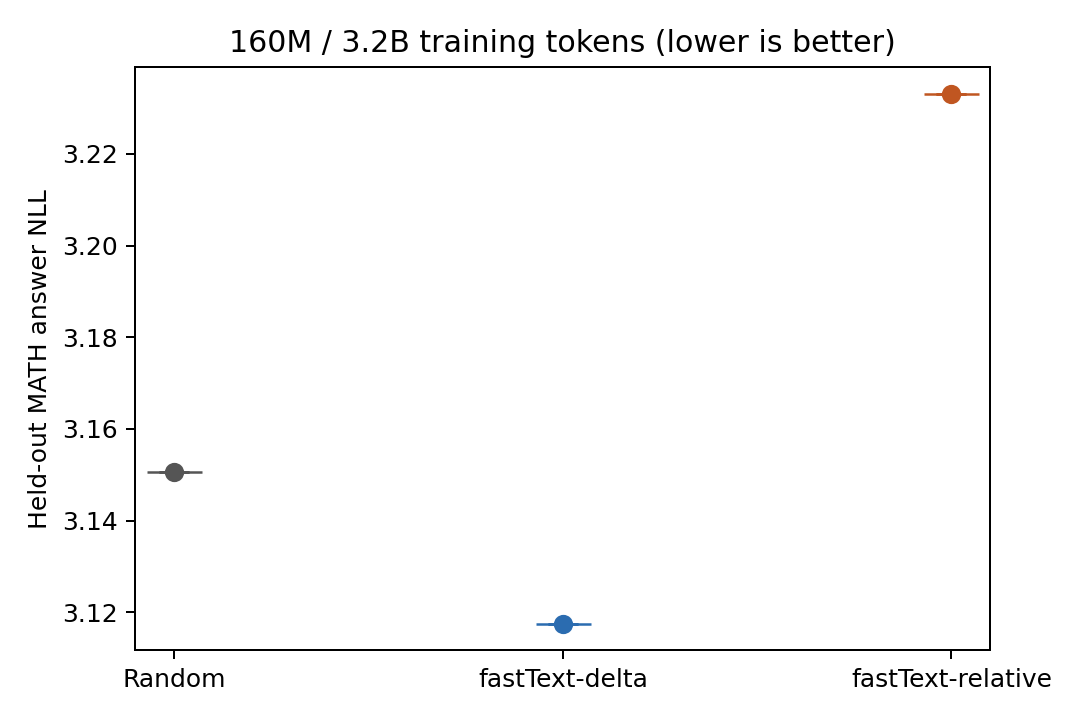 160M / 3.2B training tokens (lower is better)
Held-out MATH answer NLL
3.22
3.20
3.18
3.16
3.14
3.12
Random
fastText-delta
fastText-relative